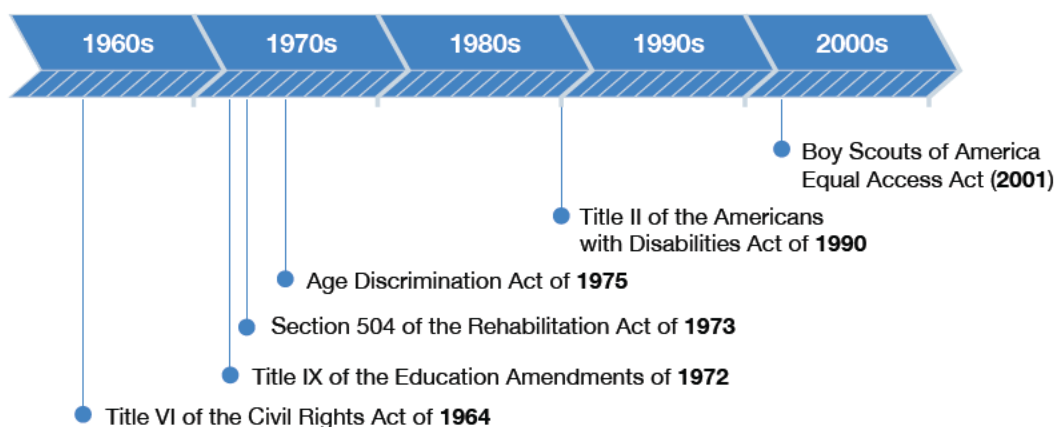 1960s 1970s 1980s 1990s 2000s
Boy Scouts of America
Equal Access Act (2001)
Title II of the Americans
with Disabilities Act of 1990
Age Discrimination Act of 1975
Section 504 of the Rehabilitation Act of 1973
Title IX of the Education Amendments of 1972
Title VI of the Civil Rights Act of 1964